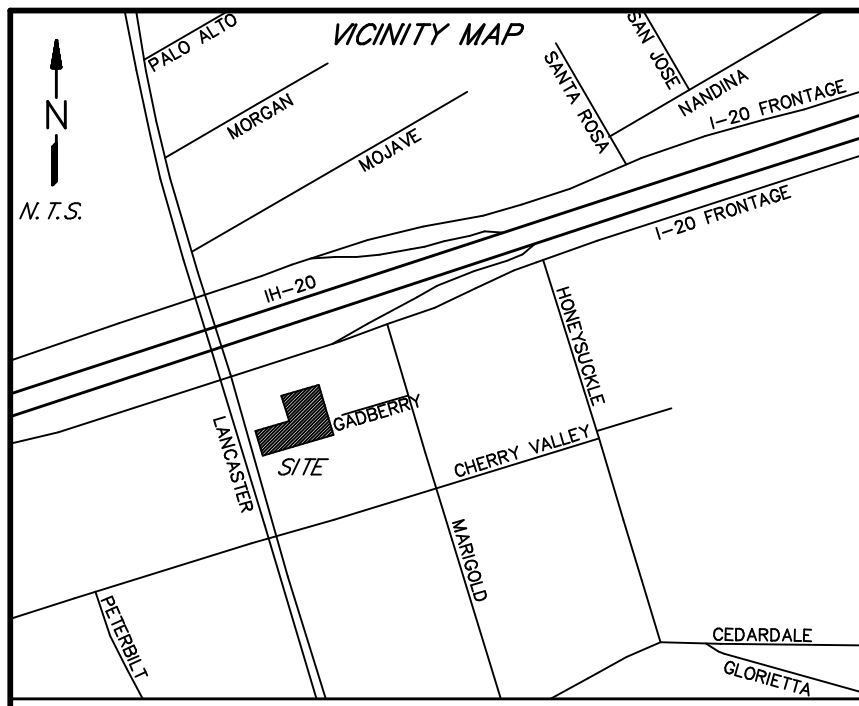 VICINITY MAP
PALO ALTO
SAN JOSE
N
MORGAN
SANTA ROSA
NANDINA
I-20 FRONTAGE
MOJAVE
N.T.S.
I-20 FRONTAGE
IH-20
HONEYSUCKLE
LANCASTER
GADBERRY
SITE
CHERRY VALLEY
MARIGOLD
PETERBILT
CEDARDALE
GLORIETTA